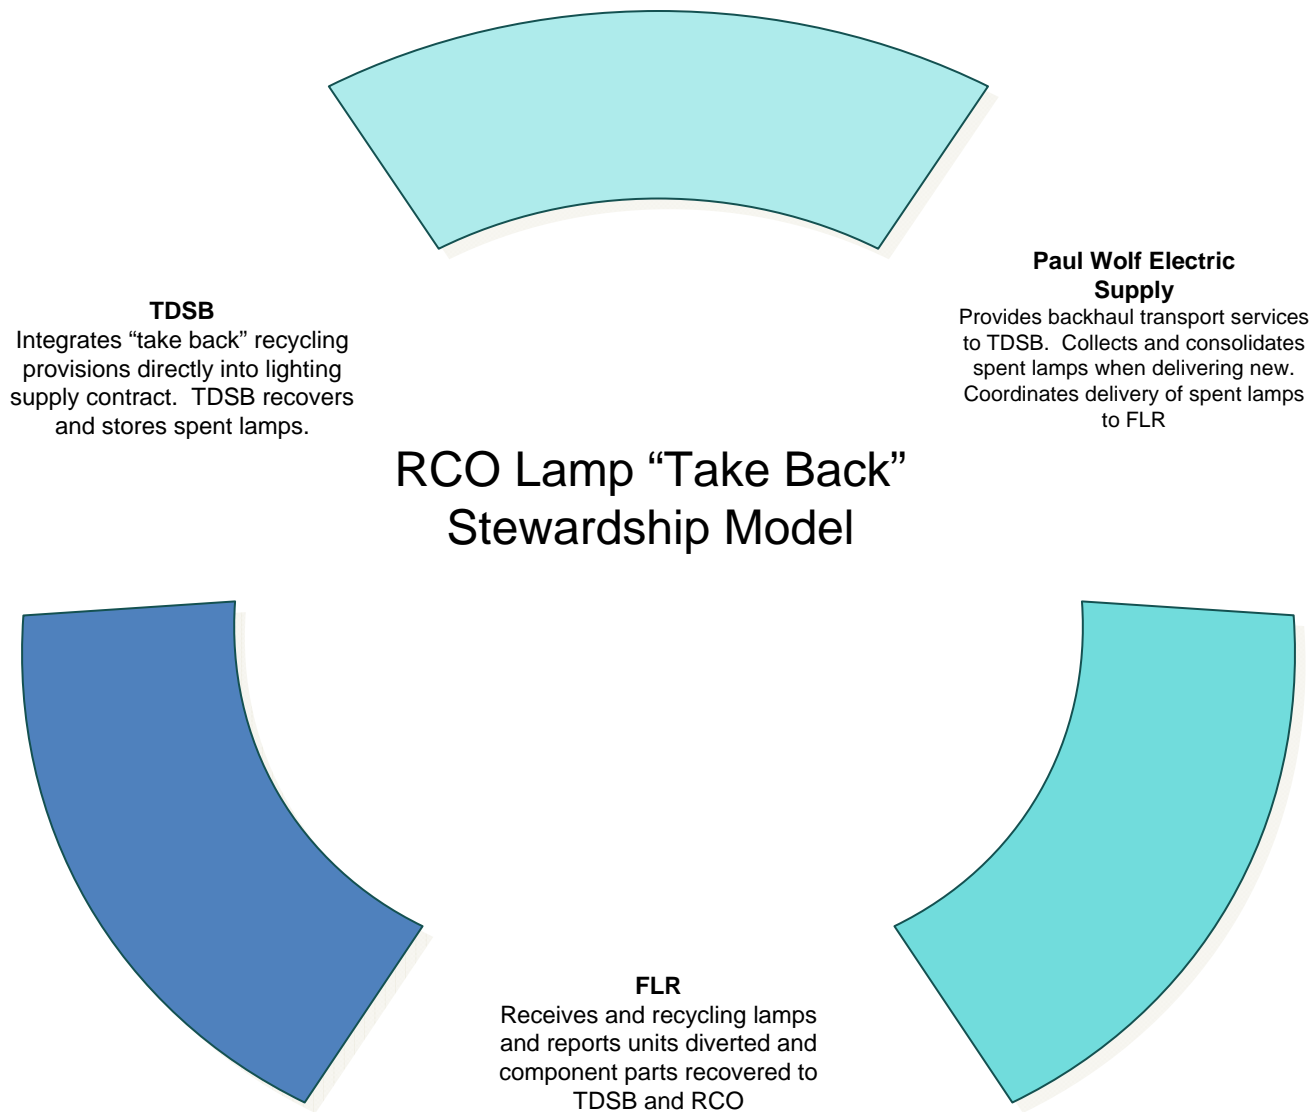 TDSB
Integrates “take back” recycling
provisions directly into lighting
supply contract.  TDSB recovers
and stores spent lamps.
Paul Wolf Electric
Supply
Provides backhaul transport services
to TDSB.  Collects and consolidates
spent lamps when delivering new.
Coordinates delivery of spent lamps
to FLR
RCO Lamp “Take Back”
Stewardship Model
FLR
Receives and recycling lamps
and reports units diverted and
component parts recovered to
TDSB and RCO